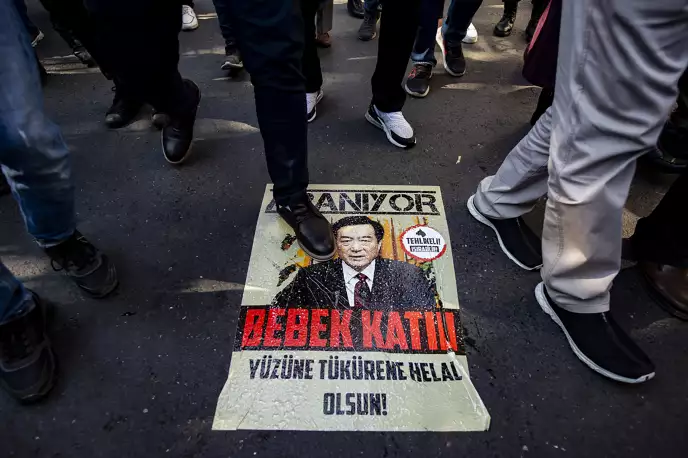 ARANIYOR
TEHLİKELİ!
BEBEK KATİLİ
YÜZÜNE TÜKÜRENE HELAL
OLSUN!